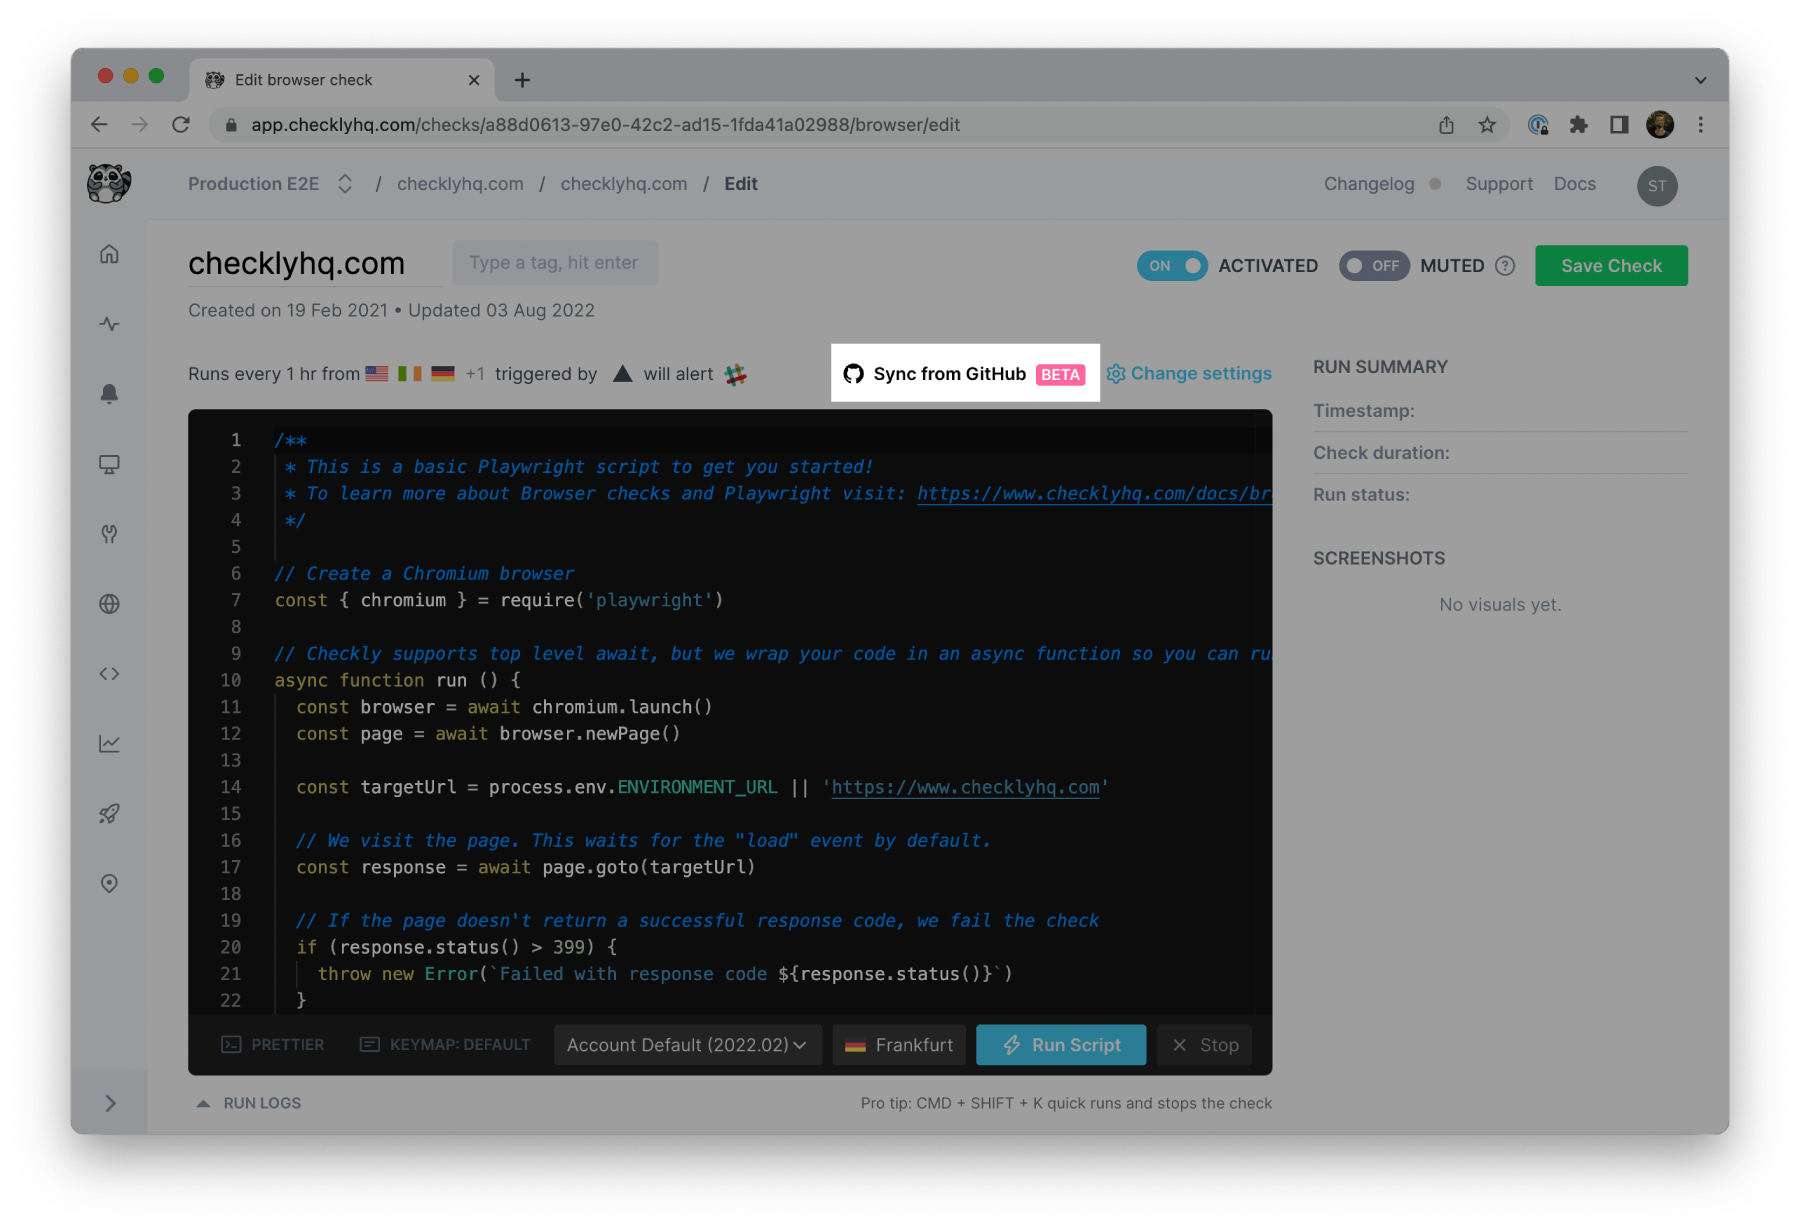 Edit browser check
app.checklyhq.com/checks/a88d0613-97e0-42c2-ad15-1fda41a02988/browser/edit
Production E2E / checklyhq.com / checklyhq.com / Edit
Changelog Support Docs ST
checklyhq.com Type a tag, hit enter
ON ACTIVATED OFF MUTED ? Save Check
Created on 19 Feb 2021 • Updated 03 Aug 2022
Runs every 1 hr from +1 triggered by will alert
Sync from GitHub BETA Change settings
1 /**
2 * This is a basic Playwright script to get you started!
3 * To learn more about Browser checks and Playwright visit: https://www.checklyhq.com/docs/br
4 */
5
6 // Create a Chromium browser
7 const { chromium } = require('playwright')
8
9 // Checkly supports top level await, but we wrap your code in an async function so you can ru
10 async function run () {
11 const browser = await chromium.launch()
12 const page = await browser.newPage()
13
14 const targetUrl = process.env.ENVIRONMENT_URL || 'https://www.checklyhq.com'
15
16 // We visit the page. This waits for the "load" event by default.
17 const response = await page.goto(targetUrl)
18
19 // If the page doesn't return a successful response code, we fail the check
20 if (response.status() > 399) {
21 throw new Error(`Failed with response code ${response.status()}`)
22 }
PRETTIER KEYMAP: DEFAULT Account Default (2022.02) Frankfurt Run Script Stop
RUN LOGS
Pro tip: CMD + SHIFT + K quick runs and stops the check
RUN SUMMARY
Timestamp:
Check duration:
Run status:
SCREENSHOTS
No visuals yet.